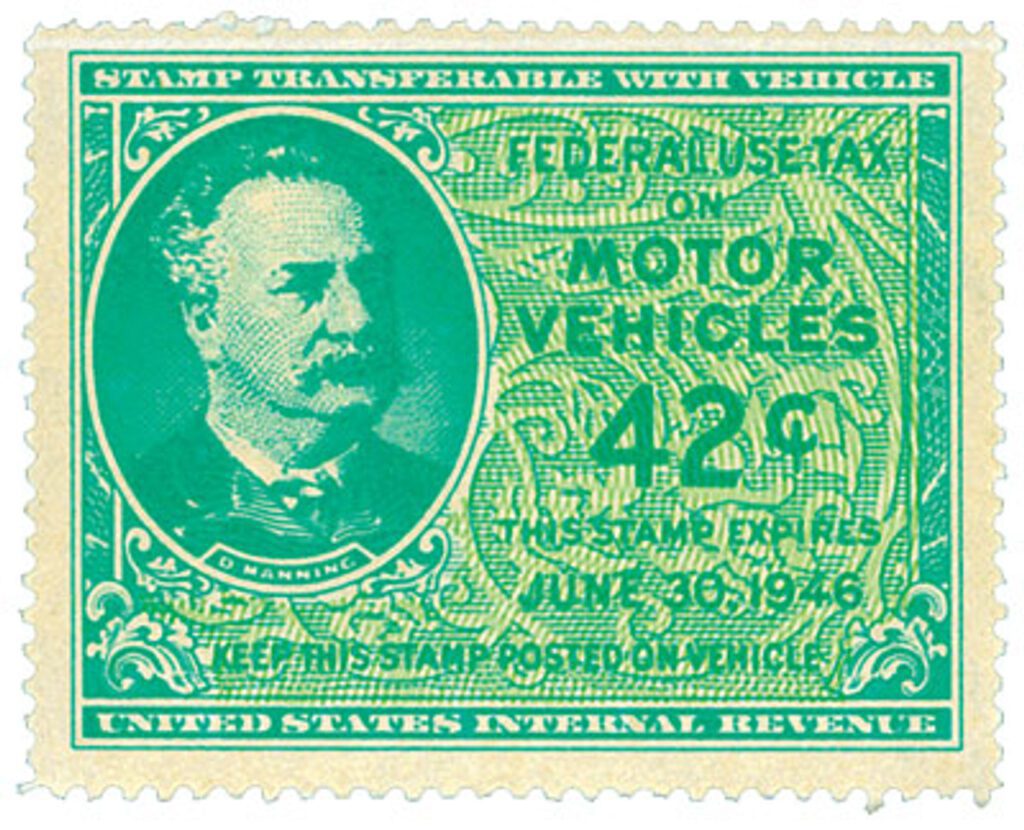 STAMP TRANSFERABLE WITH VEHICLE
FEDERAL USE TAX
ON
MOTOR
VEHICLES
42¢
THIS STAMP EXPIRES
JUNE 30, 1946
D MANNING
KEEP THIS STAMP POSTED ON VEHICLE
UNITED STATES INTERNAL REVENUE